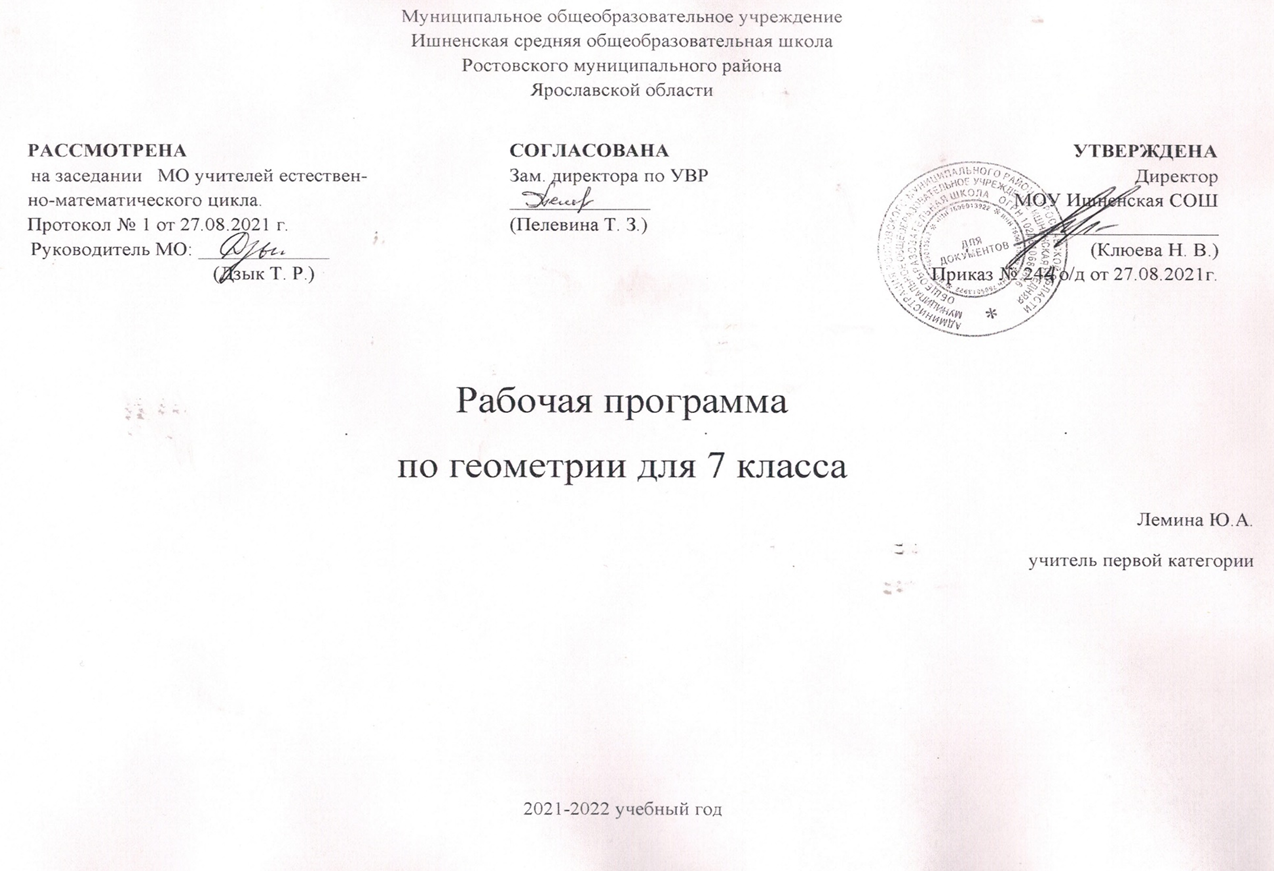 Муниципальное общеобразовательное учреждение
Ишненская средняя общеобразовательная школа
Ростовского муниципального района
Ярославской области
РАССМОТРЕНА
на заседании МО учителей естествен-
но-математического цикла.
Протокол № 1 от 27.08.2021 г.
Руководитель МО:
(Дзык Т. Р.)
СОГЛАСОВАНА
Зам. директора по УВР
(Пелевина Т. З.)
УТВЕРЖДЕНА
Директор
МОУ Ишненская СОШ
(Клюева Н. В.)
Приказ № 244 о/д от 27.08.2021г.
ДЛЯ
ДОКУМЕНТОВ
Рабочая программа
по геометрии для 7 класса
Лемина Ю.А.
учитель первой категории
2021-2022 учебный год